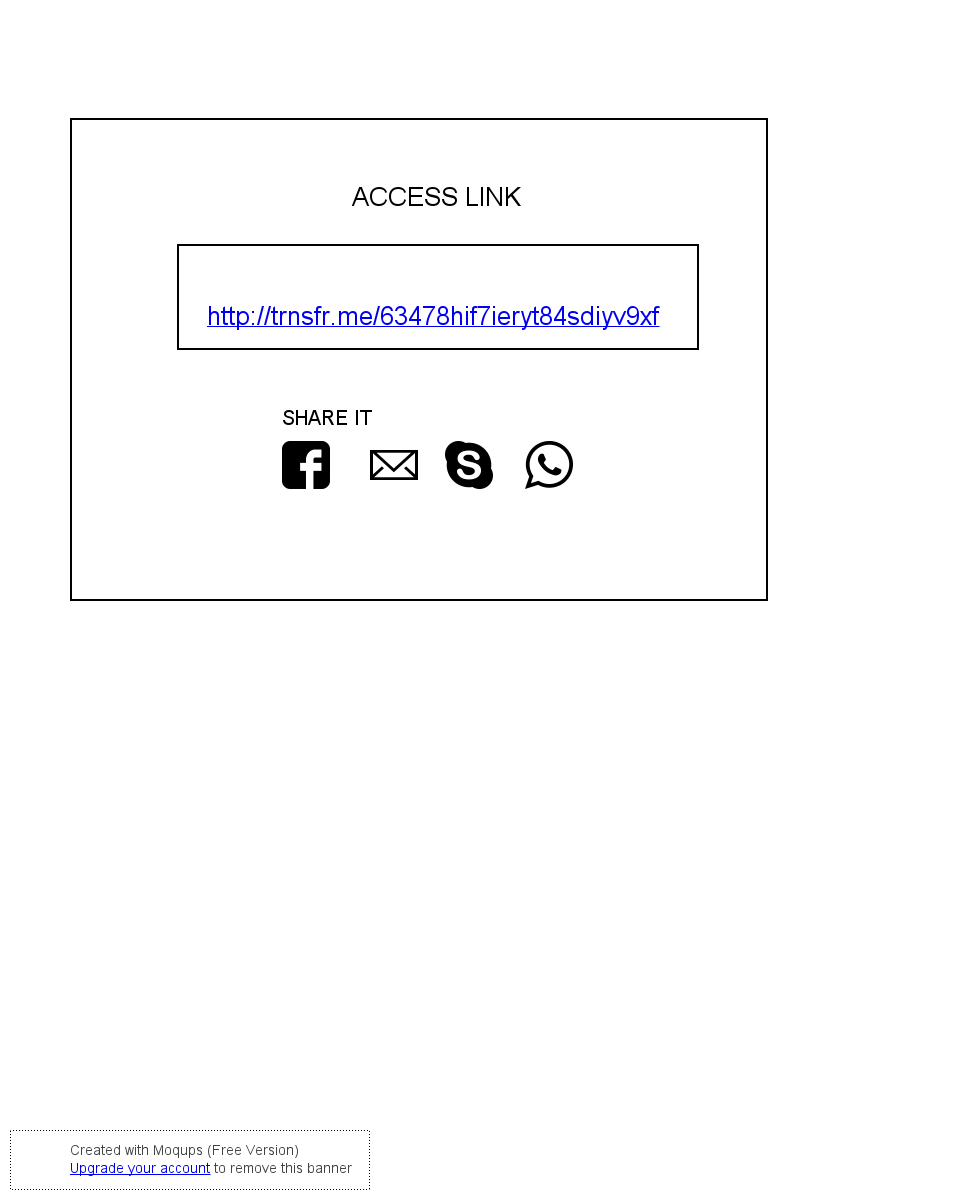 ACCESS LINK
http://trnsfr.me/63478hif7ieryt84sdiyv9xf
SHARE IT
Created with Moqups (Free Version)
Upgrade your account to remove this banner